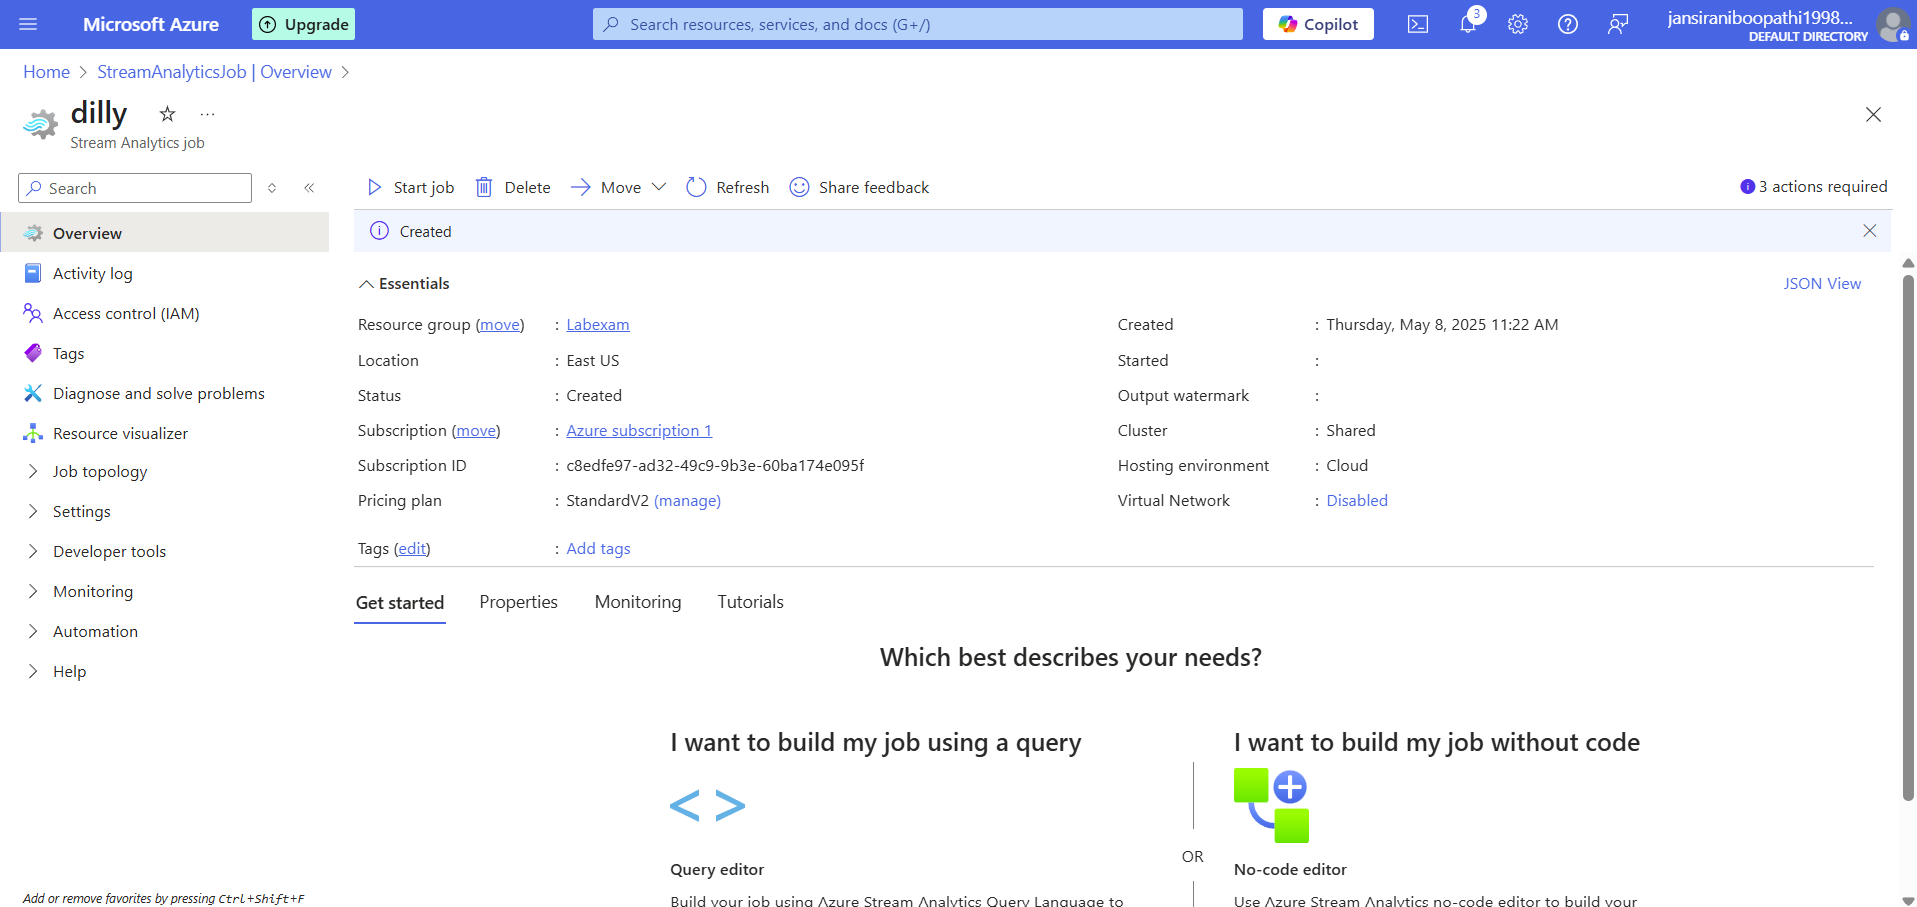 Microsoft Azure
Upgrade
Search resources, services, and docs (G+/)
Copilot
3
jansiraniboopathi1998...
DEFAULT DIRECTORY
Home > StreamAnalyticsJob | Overview >
dilly
...
Stream Analytics job
Search
Start job
Delete
Move
Refresh
Share feedback
3 actions required
Created
Overview
Activity log
Access control (IAM)
Tags
Diagnose and solve problems
Resource visualizer
Job topology
Settings
Developer tools
Monitoring
Automation
Help
Add or remove favorites by pressing Ctrl+Shift+F
Essentials
JSON View
Resource group (move) : Labexam
Location : East US
Status : Created
Subscription (move) : Azure subscription 1
Subscription ID : c8edfe97-ad32-49c9-9b3e-60ba174e095f
Pricing plan : StandardV2 (manage)
Tags (edit) : Add tags
Created : Thursday, May 8, 2025 11:22 AM
Started :
Output watermark :
Cluster : Shared
Hosting environment : Cloud
Virtual Network : Disabled
Get started
Properties
Monitoring
Tutorials
Which best describes your needs?
I want to build my job using a query
Query editor
Build your job using Azure Stream Analytics Query Language to
OR
I want to build my job without code
No-code editor
Use Azure Stream Analytics no-code editor to build your